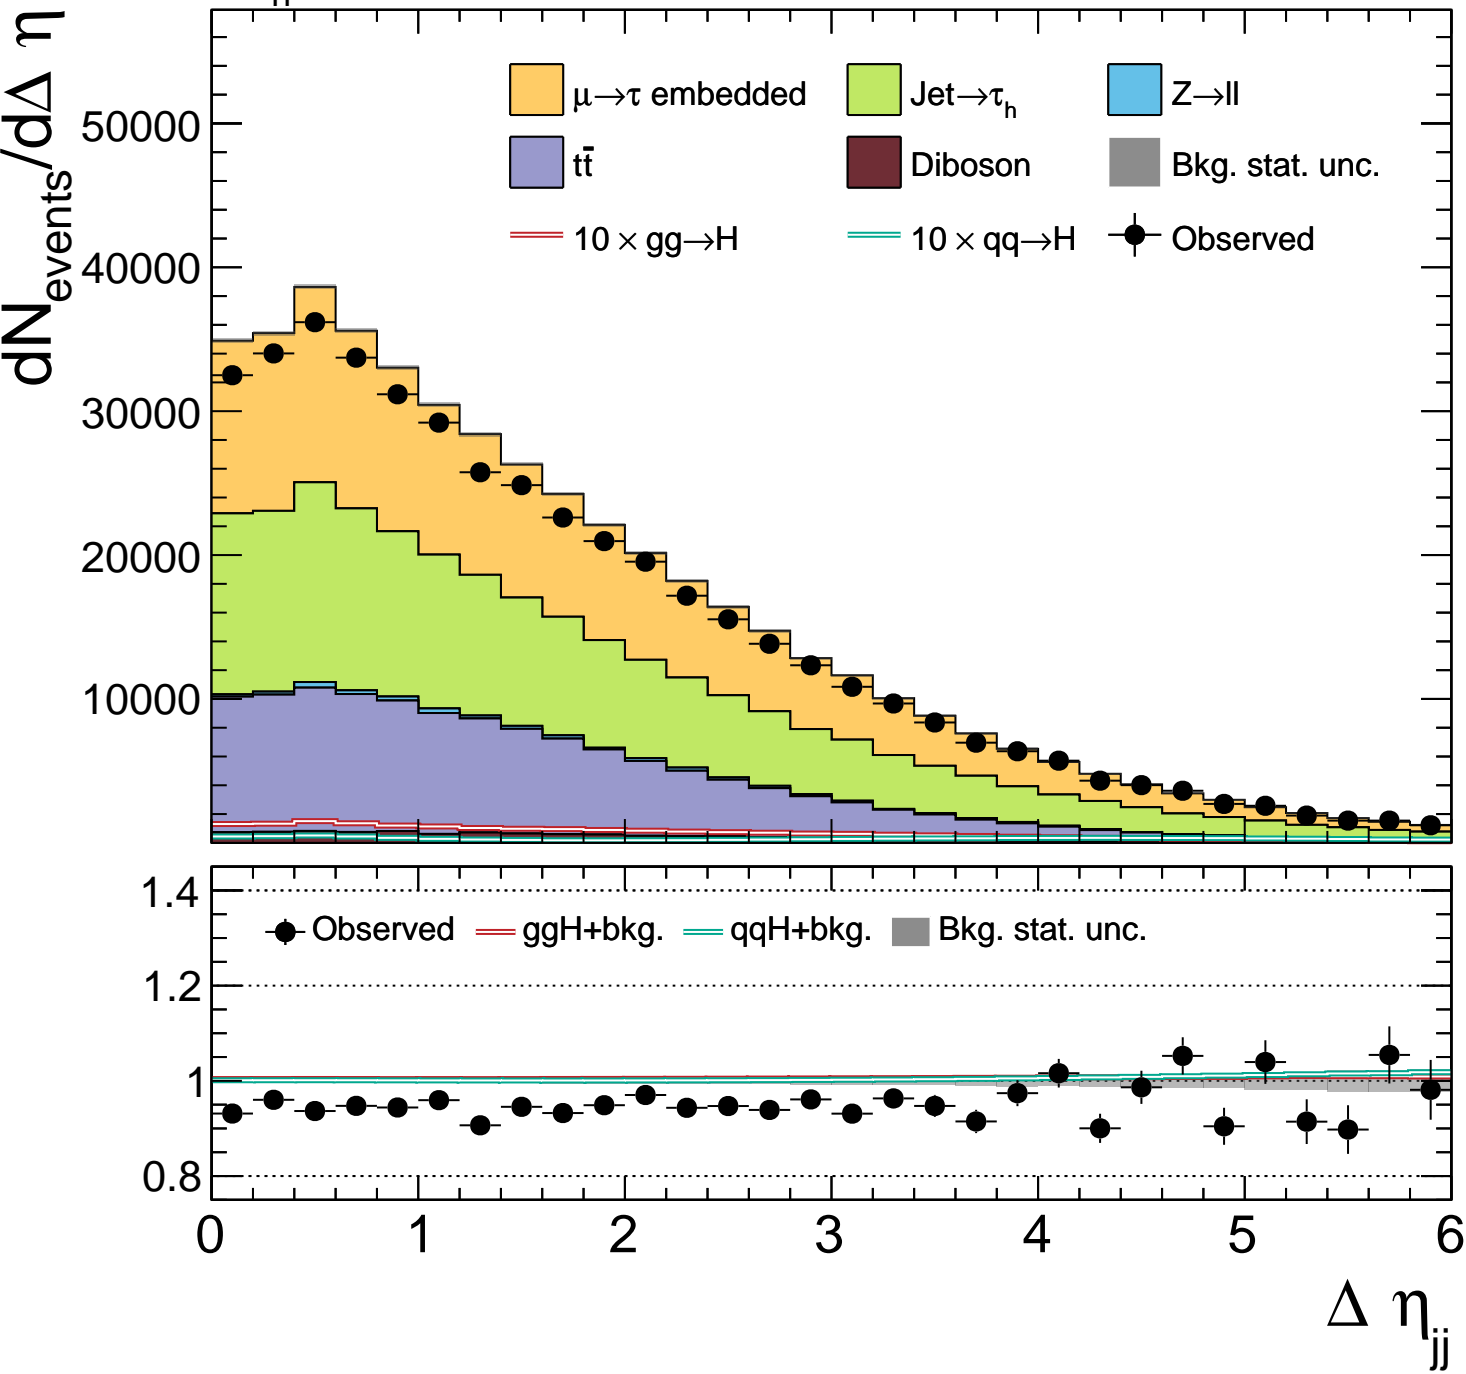 dN_events/dΔ η
50000
40000
30000
20000
10000
μ→τ embedded
Jet→τ_h
Z→ll
tt̄
Diboson
Bkg. stat. unc.
10 × gg→H
10 × qq→H
Observed
1.4
1.2
1
0.8
Observed
ggH+bkg.
qqH+bkg.
Bkg. stat. unc.
0 1 2 3 4 5 6
Δ η_jj